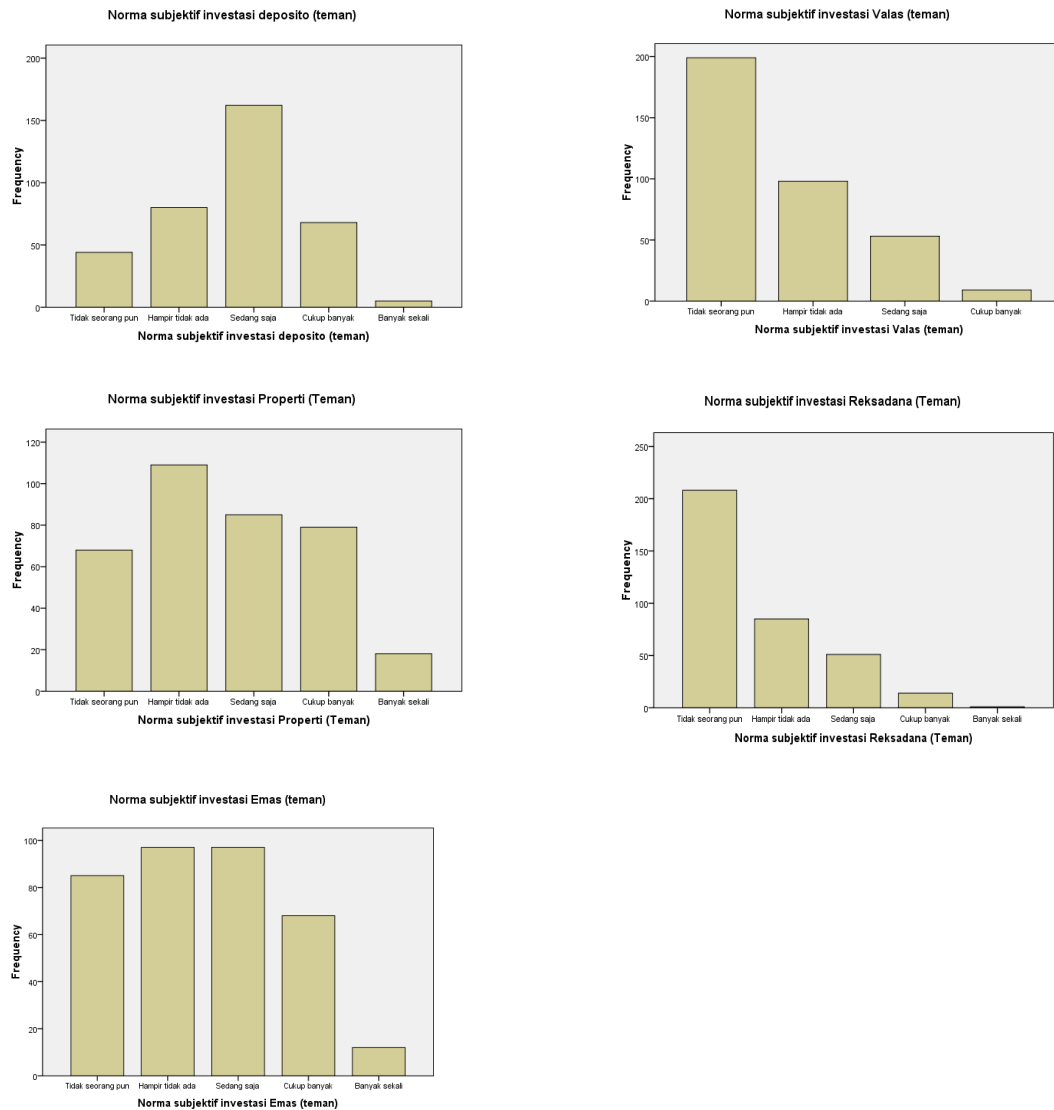 Norma subjektif investasi deposito (teman)
200
150
100
50
0
Frequency
Tidak seorang pun Hampir tidak ada Sedang saja Cukup banyak Banyak sekali
Norma subjektif investasi deposito (teman)
Norma subjektif investasi Valas (teman)
200
150
100
50
0
Frequency
Tidak seorang pun Hampir tidak ada Sedang saja Cukup banyak
Norma subjektif investasi Valas (teman)
Norma subjektif investasi Properti (Teman)
120
100
80
60
40
20
0
Frequency
Tidak seorang pun Hampir tidak ada Sedang saja Cukup banyak Banyak sekali
Norma subjektif investasi Properti (Teman)
Norma subjektif investasi Reksadana (Teman)
250
200
150
100
50
0
Frequency
Tidak seorang pun Hampir tidak ada Sedang saja Cukup banyak Banyak sekali
Norma subjektif investasi Reksadana (Teman)
Norma subjektif investasi Emas (teman)
100
80
60
40
20
0
Frequency
Tidak seorang pun Hampir tidak ada Sedang saja Cukup banyak Banyak sekali
Norma subjektif investasi Emas (teman)